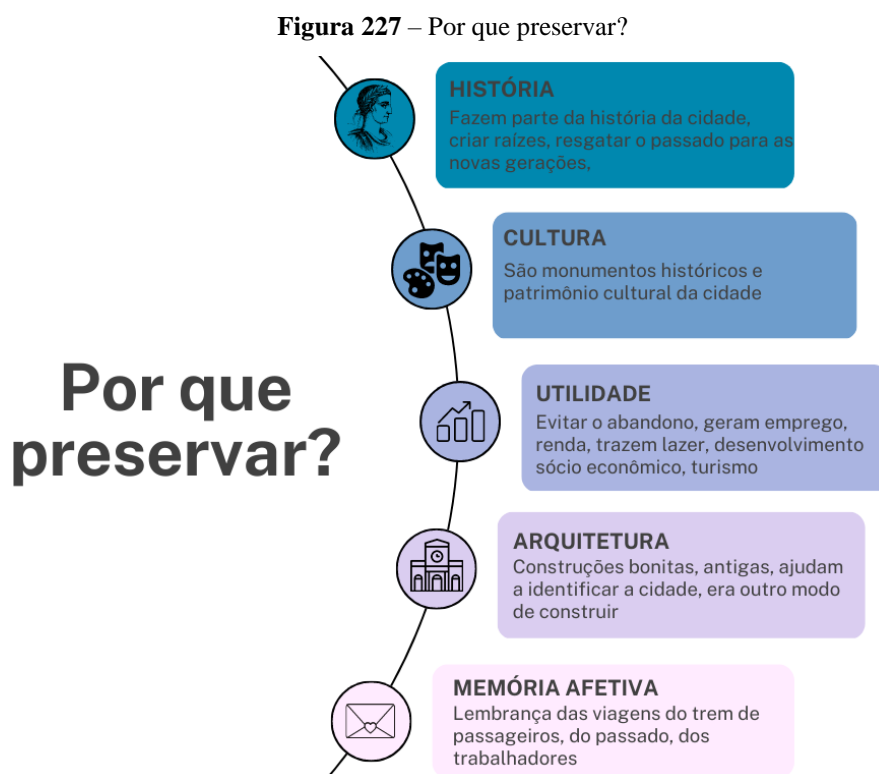 Figura 227 – Por que preservar?
HISTÓRIA
Fazem parte da história da cidade,
criar raízes, resgatar o passado para as
novas gerações,
CULTURA
São monumentos históricos e
patrimônio cultural da cidade
Por que
preservar?
UTILIDADE
Evitar o abandono, geram emprego,
renda, trazem lazer, desenvolvimento
sócio econômico, turismo
ARQUITETURA
Construções bonitas, antigas, ajudam
a identificar a cidade, era outro modo
de construir
MEMÓRIA AFETIVA
Lembrança das viagens do trem de
passageiros, do passado, dos
trabalhadores